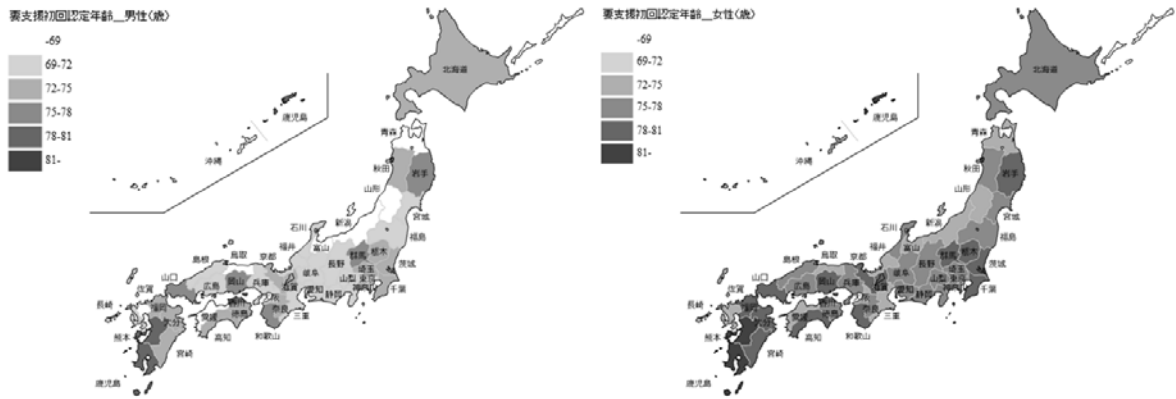 要支援初回認定年齢__男性(歳)
-69
69-72
72-75
75-78
78-81
81-
北海道
鹿児島
沖縄
青森
秋田
岩手
山形
宮城
新潟
石川
福島
富山
福井
群馬
栃木
茨城
長野
埼玉
岐阜
山梨
東京
千葉
静岡
愛知
滋賀
京都
鳥取
島根
兵庫
岡山
広島
山口
奈良
三重
和歌山
香川
徳島
愛媛
高知
佐賀
福岡
長崎
大分
熊本
宮崎
鹿児島
要支援初回認定年齢__女性(歳)
-69
69-72
72-75
75-78
78-81
81-
北海道
鹿児島
沖縄
青森
秋田
岩手
山形
宮城
新潟
石川
福島
富山
福井
群馬
栃木
茨城
長野
埼玉
岐阜
山梨
東京
千葉
静岡
愛知
滋賀
京都
鳥取
島根
兵庫
岡山
広島
山口
奈良
三重
和歌山
香川
徳島
愛媛
高知
佐賀
福岡
長崎
大分
熊本
宮崎
鹿児島